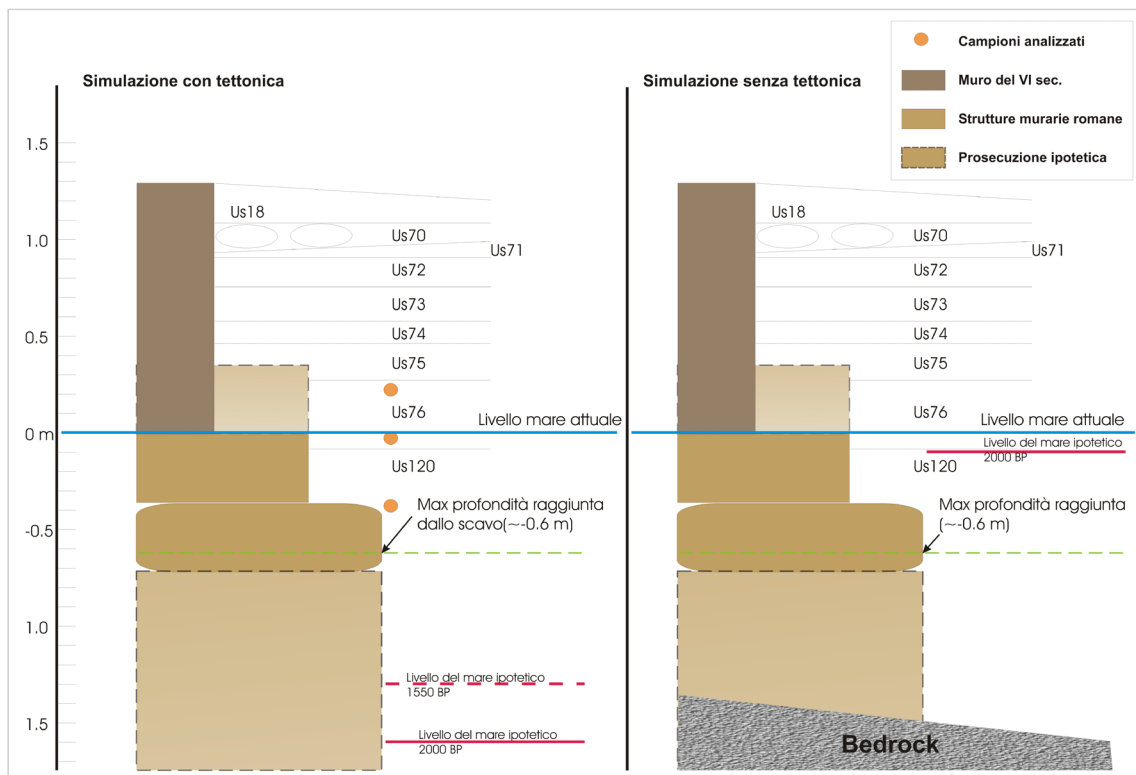 Campioni analizzati
Muro del VI sec.
Strutture murarie romane
Prosecuzione ipotetica
Simulazione con tettonica
1.5
1.0
0.5
0 m
-0.5
1.0
1.5
Us18
Us70
Us71
Us72
Us73
Us74
Us75
Us76
Livello mare attuale
Us120
Max profondità raggiunta
dallo scavo(~-0.6 m)
Livello del mare ipotetico
1550 BP
Livello del mare ipotetico
2000 BP
Simulazione senza tettonica
Us18
Us70
Us71
Us72
Us73
Us74
Us75
Us76
Livello mare attuale
Livello del mare ipotetico
2000 BP
Us120
Max profondità raggiunta
(~-0.6 m)
Bedrock